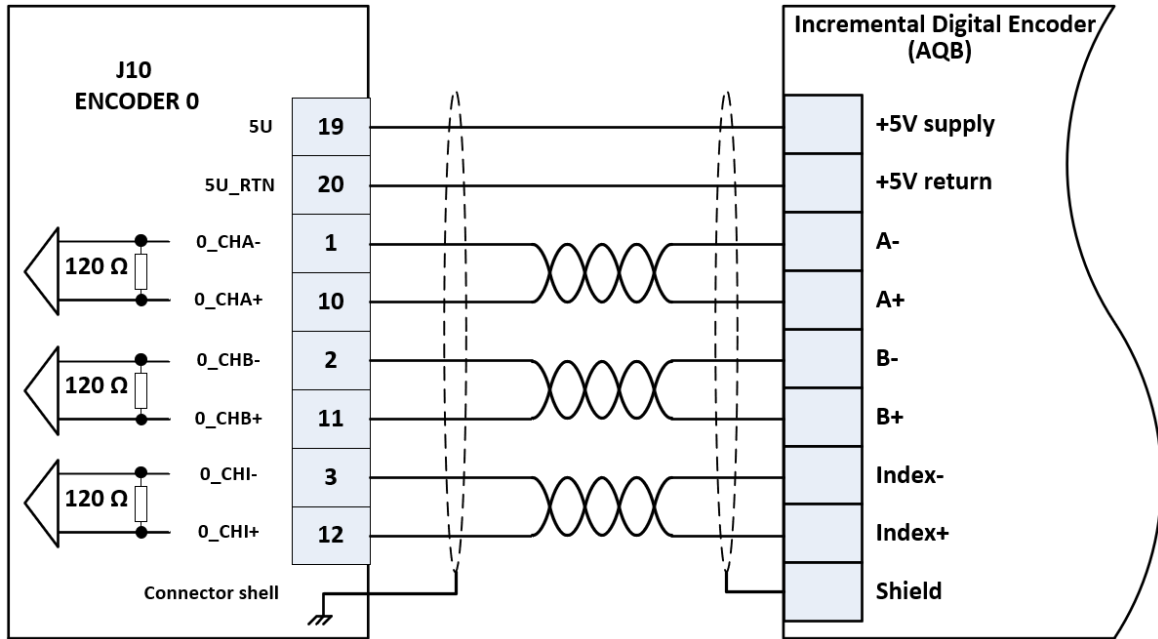 Incremental Digital Encoder
(AQB)
J10
ENCODER 0
5U 19 +5V supply
5U_RTN 20 +5V return
0_CHA- 1 A-
120 Ω
0_CHA+ 10 A+
0_CHB- 2 B-
120 Ω
0_CHB+ 11 B+
0_CHI- 3 Index-
120 Ω
0_CHI+ 12 Index+
Connector shell Shield